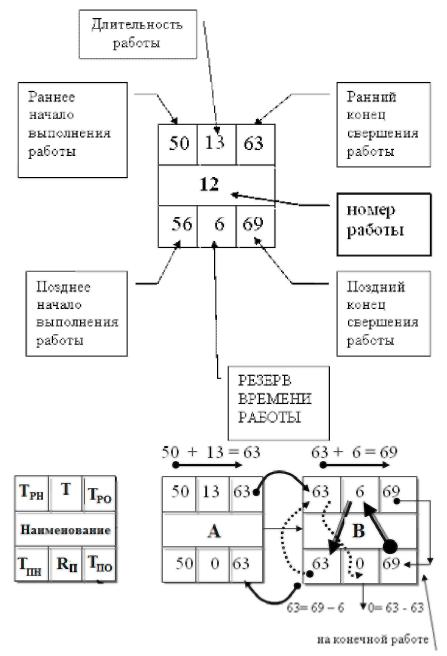 Длительность
работы
Раннее
начало
выполнения
работы
Ранний
конец
свершения
работы
50 13 63
12
56 6 69
номер
работы
Позднее
начало
выполнения
работы
Поздний
конец
свершения
работы
РЕЗЕРВ
ВРЕМЕНИ
РАБОТЫ
50 + 13 = 63
63 + 6 = 69
TРН T TРО
Наименование
TПН RП TПО
50 13 63
А
50 0 63
63 6 69
В
63 0 69
63= 69 – 6
0= 63 - 63
на конечной работе